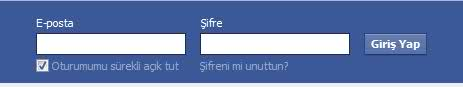 E-posta Şifre
Giriş Yap
Oturumumu sürekli açık tut Şifreni mi unuttun?